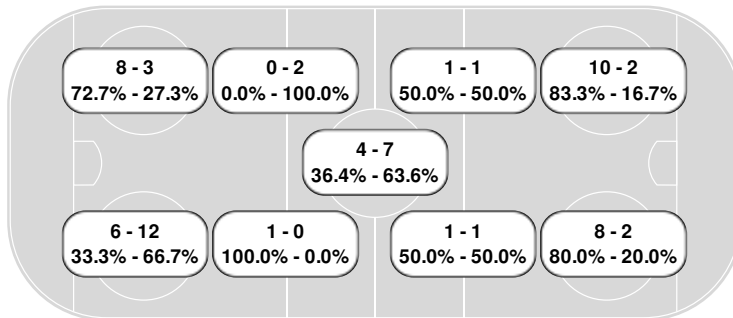 8 - 3
72.7% - 27.3%
0 - 2
0.0% - 100.0%
1 - 1
50.0% - 50.0%
10 - 2
83.3% - 16.7%
4 - 7
36.4% - 63.6%
6 - 12
33.3% - 66.7%
1 - 0
100.0% - 0.0%
1 - 1
50.0% - 50.0%
8 - 2
80.0% - 20.0%